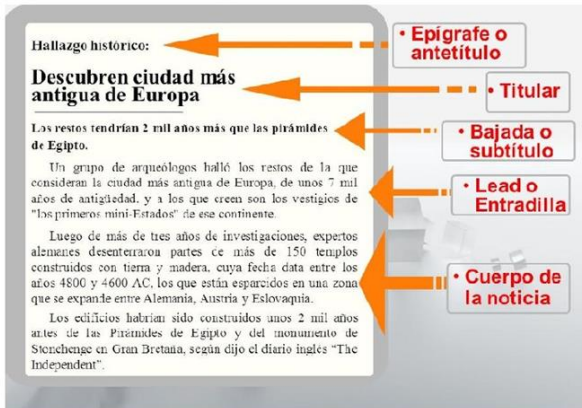 Hallazgo histórico:
Descubren ciudad más
antigua de Europa
Los restos tendrían 2 mil años más que las pirámides
de Egipto.
Un grupo de arqueólogos halló los restos de la que
consideran la ciudad más antigua de Europa, de unos 7 mil
años de antigüedad, y a los que creen son los vestigios de
"los primeros mini-Estados" de ese continente.
Luego de más de tres años de investigaciones, expertos
alemanes desenterraron partes de más de 150 templos
construidos con tierra y madera, cuya fecha data entre los
años 4800 y 4600 AC, los que están esparcidos en una zona
que se expande entre Alemania, Austria y Eslovaquia.
Los edificios habrían sido construidos unos 2 mil años
antes de las Pirámides de Egipto y del monumento de
Stonehenge en Gran Bretaña, según dijo el diario inglés "The
Independent".
• Epígrafe o
antetítulo
• Titular
• Bajada o
subtítulo
• Lead o
Entradilla
• Cuerpo de
la noticia